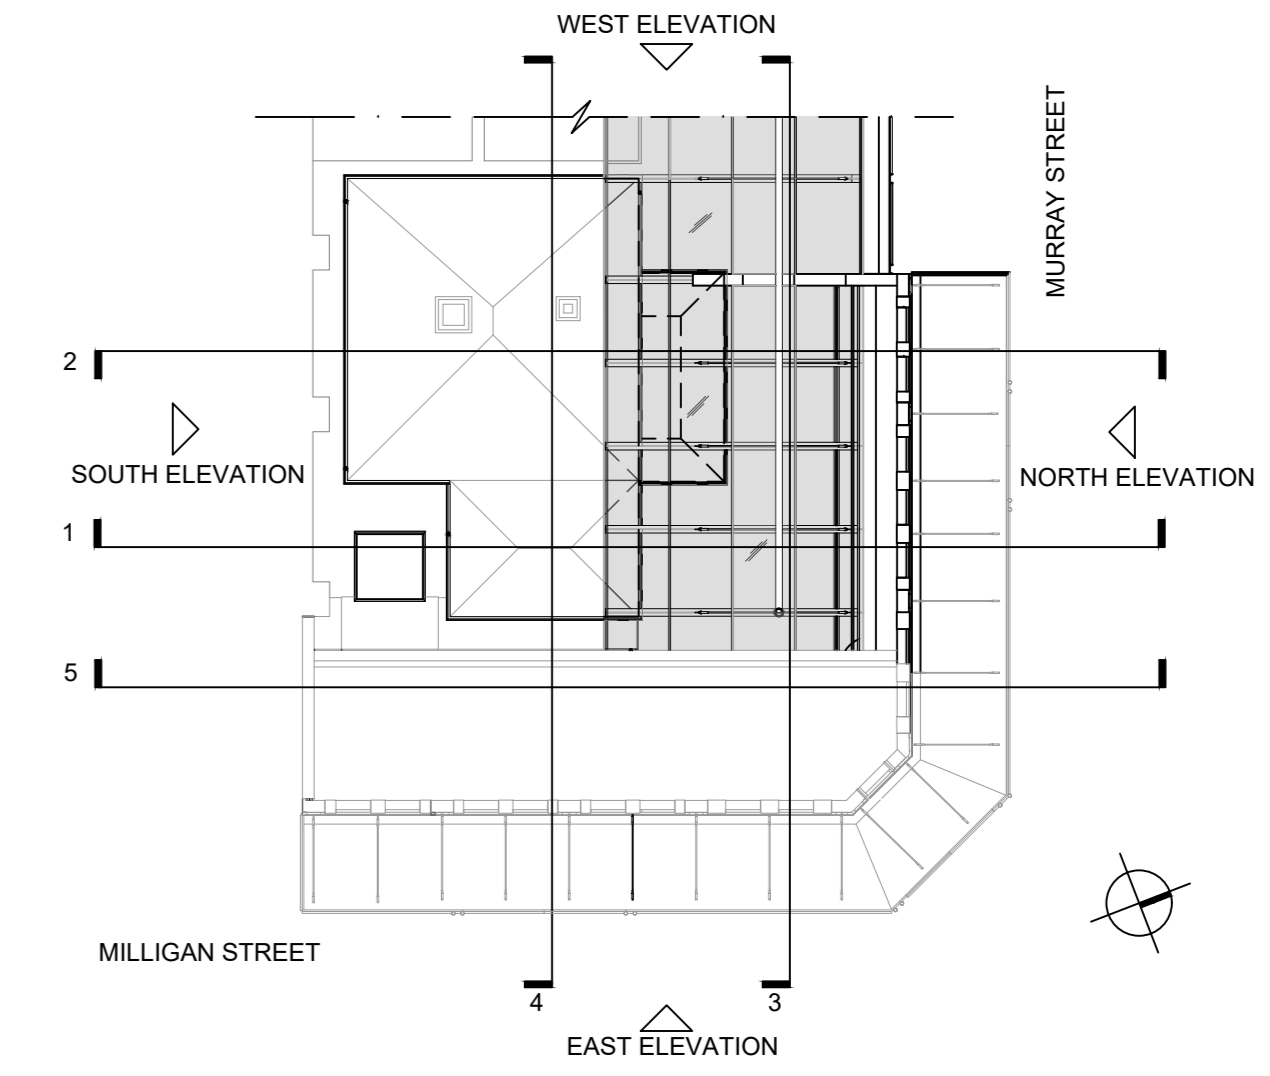 WEST ELEVATION
MURRAY STREET
2
SOUTH ELEVATION
NORTH ELEVATION
1
5
MILLIGAN STREET
4
3
EAST ELEVATION